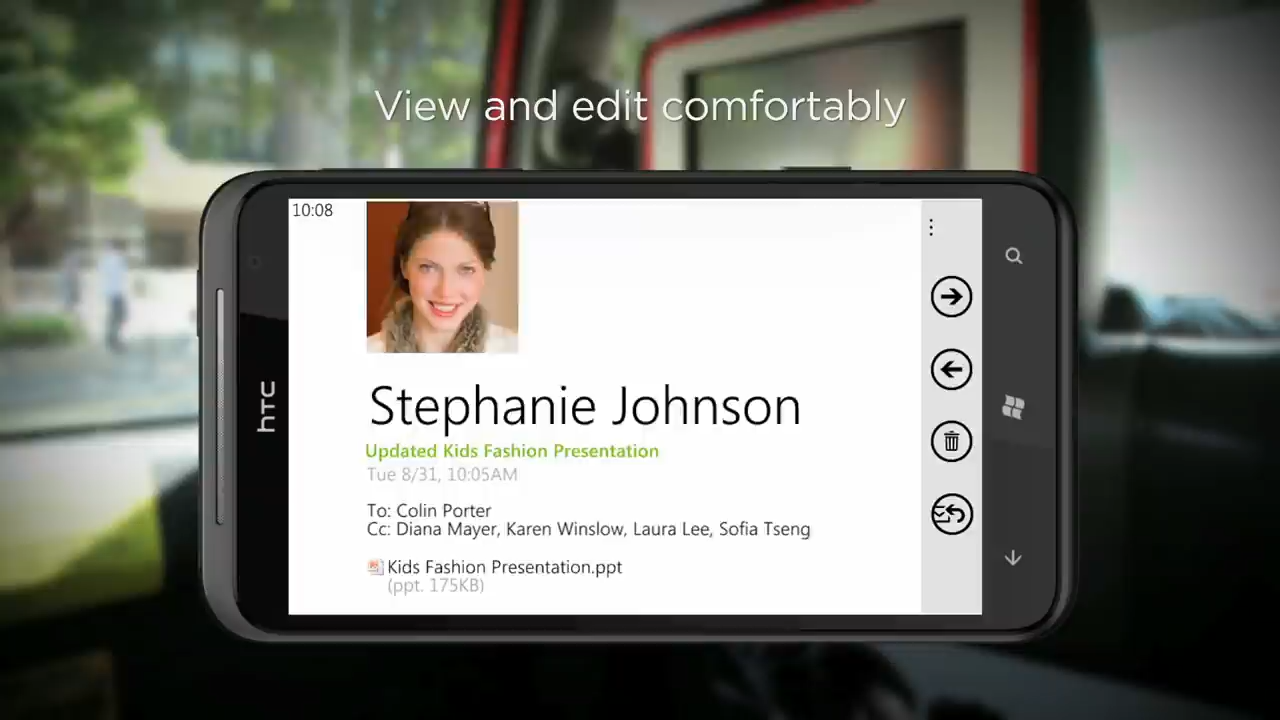 View and edit comfortably
10:08
hTC
Stephanie Johnson
Updated Kids Fashion Presentation
Tue 8/31, 10:05AM
To: Colin Porter
Cc: Diana Mayer, Karen Winslow, Laura Lee, Sofia Tseng
Kids Fashion Presentation.ppt
(ppt. 175KB)